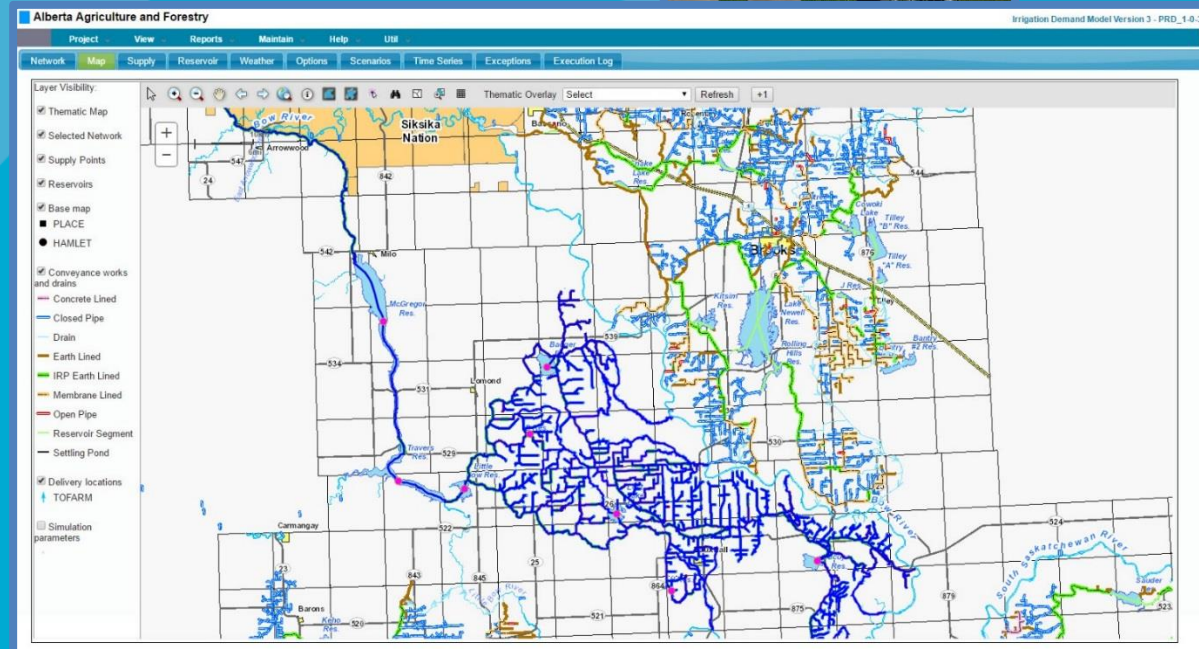 Alberta Agriculture and Forestry
Irrigation Demand Model Version 3 - PRD_1-0-
Project View Reports Maintain Help Util
Network Map Supply Reservoir Weather Options Scenarios Time Series Exceptions Execution Log
Layer Visibility:
Thematic Overlay Select Refresh +1
Thematic Map
Selected Network
Supply Points
Reservoirs
Base map
PLACE
HAMLET
Conveyance works
and drains
Concrete Lined
Closed Pipe
Drain
Earth Lined
IRP Earth Lined
Membrane Lined
Open Pipe
Reservoir Segment
Settling Pond
Delivery locations
TOFARM
Simulation
parameters
+
−
Bow River
Arrowwood
Siksika
Nation
547
24
842
544
Lake
Res.
Cowoki
Lake
Tilley
"B" Res.
Brooks
876
Tilley
"A" Res.
542
Milo
J Res.
McGregor
Res.
Kitsim
Res.
Lake
Newell
Res.
Rolling
Hills
Res.
Bantry
#2 Res.
539
534
531
Lomond
530
Travers
Res.
529
Little
Bow River
Carmangay
522
524
South Saskatchewan River
23
25
843
845
864
Res.
879
Sauder
523
Barons
Keho
Res.
520
521
875